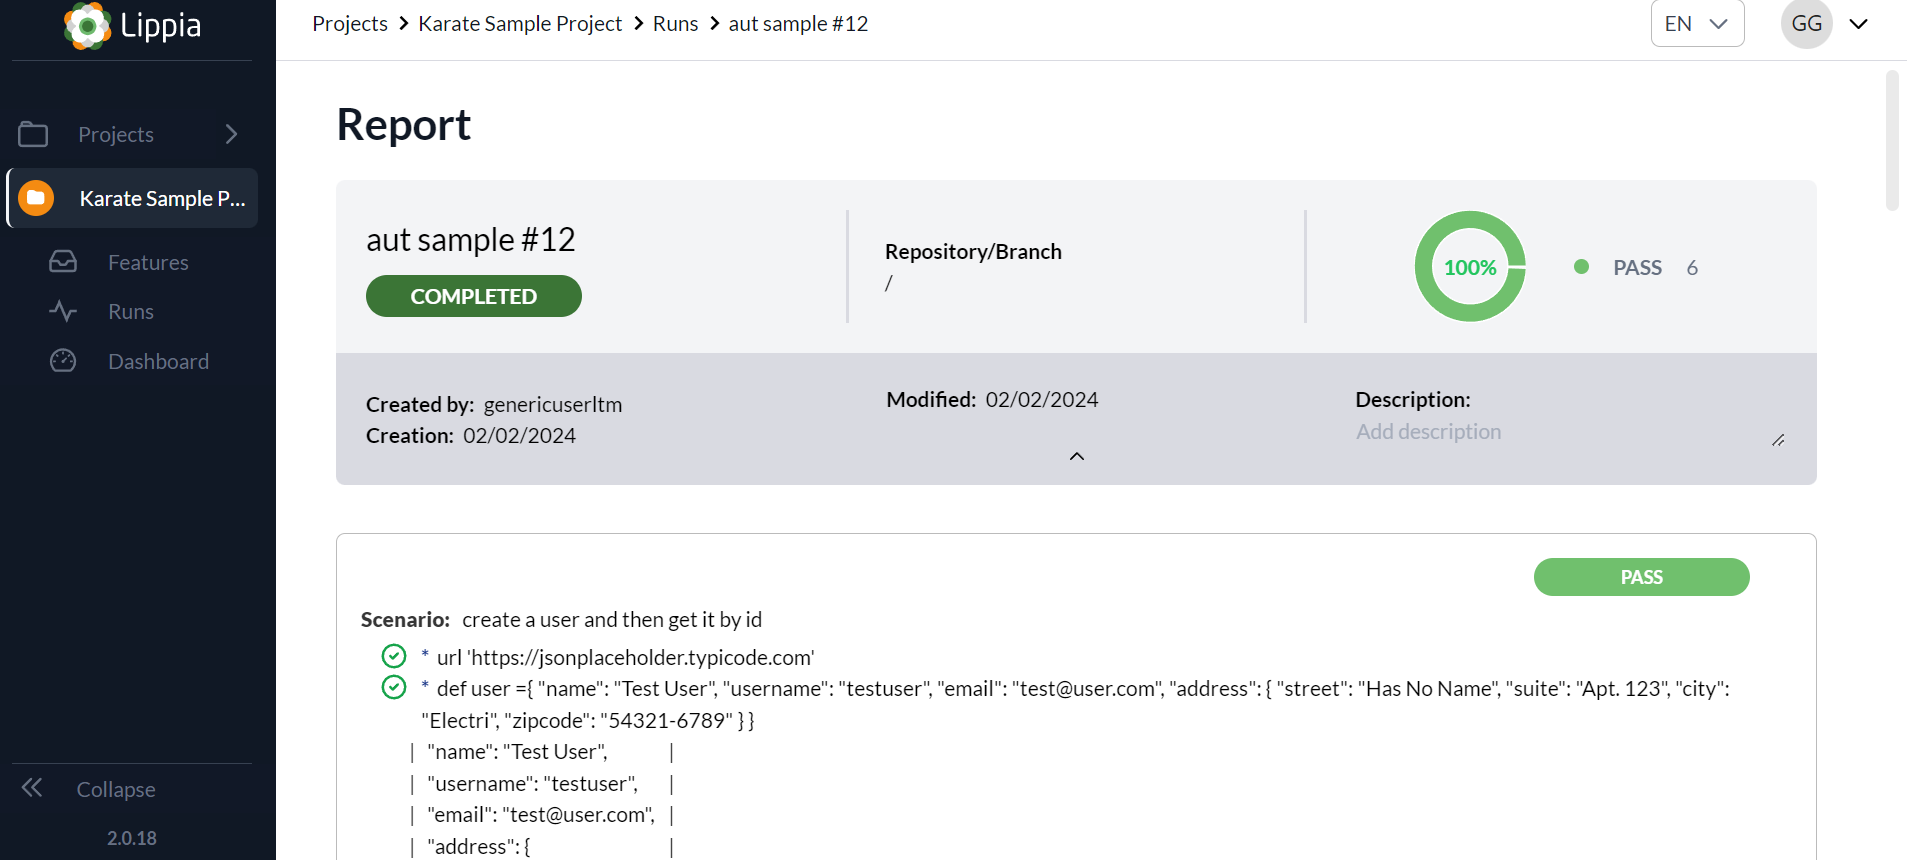 Lippia
Projects
Karate Sample P...
Features
Runs
Dashboard
Collapse
2.0.18
Projects > Karate Sample Project > Runs > aut sample #12
EN
GG
Report
aut sample #12
COMPLETED
Repository/Branch
/
100%
PASS 6
Created by: genericuserltm
Creation: 02/02/2024
Modified: 02/02/2024
Description:
Add description
PASS
Scenario: create a user and then get it by id
* url 'https://jsonplaceholder.typicode.com'
* def user ={ "name": "Test User", "username": "testuser", "email": "test@user.com", "address": { "street": "Has No Name", "suite": "Apt. 123", "city":
"Electri", "zipcode": "54321-6789" } }
| "name": "Test User", |
| "username": "testuser", |
| "email": "test@user.com", |
| "address": { |